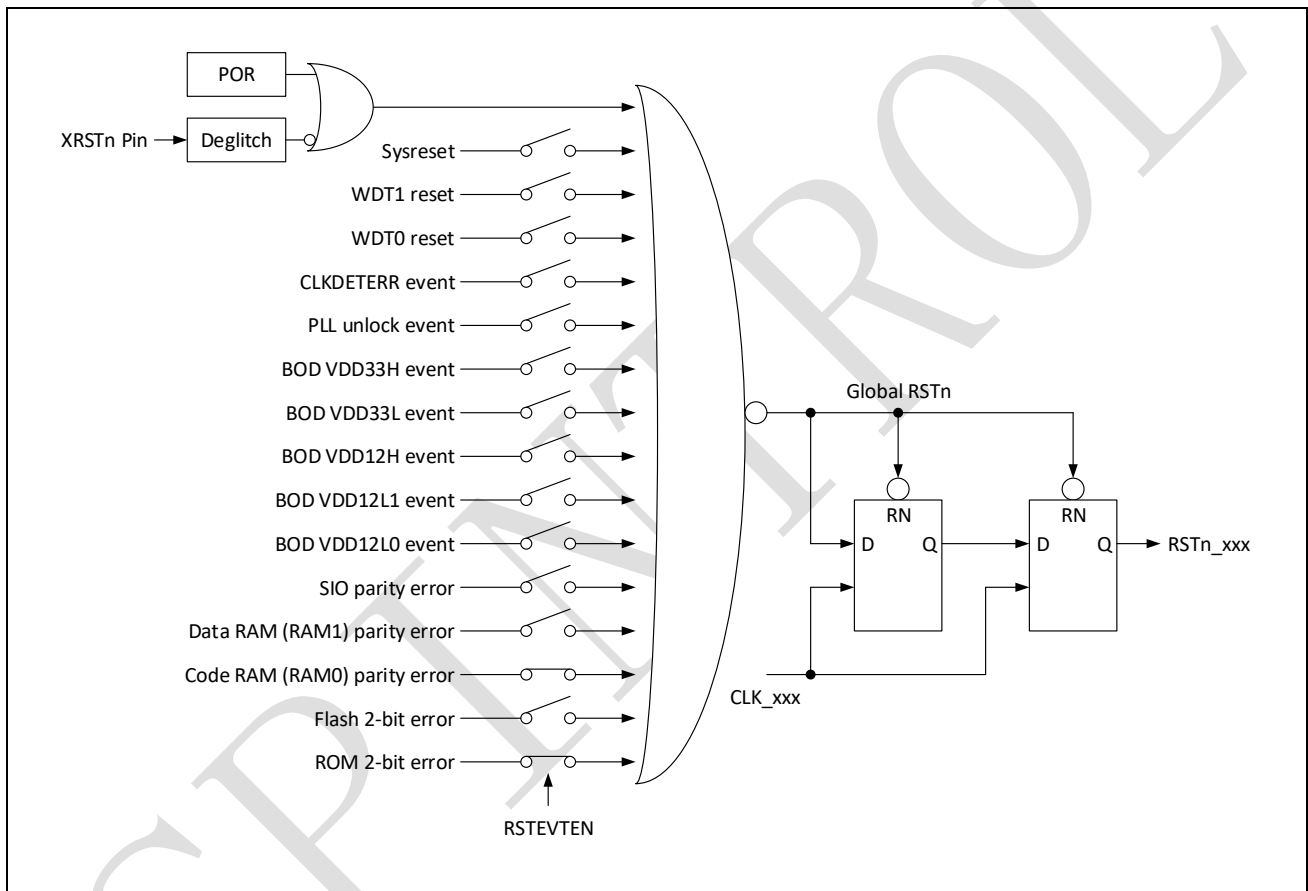 POR
XRSTn Pin
Deglitch
Sysreset
WDT1 reset
WDT0 reset
CLKDETERR event
PLL unlock event
BOD VDD33H event
BOD VDD33L event
BOD VDD12H event
BOD VDD12L1 event
BOD VDD12L0 event
SIO parity error
Data RAM (RAM1) parity error
Code RAM (RAM0) parity error
Flash 2-bit error
ROM 2-bit error
RSTEVTEN
Global RSTn
RN
RN
D Q
D Q
RSTn_xxx
CLK_xxx
SPINTROL